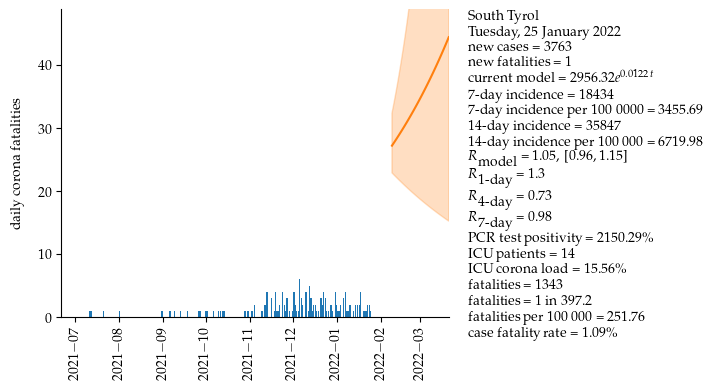 South Tyrol
Tuesday, 25 January 2022
new cases = 3763
new fatalities = 1
current model = 2956.32e^0.0122 t
7-day incidence = 18434
7-day incidence per 100 0000 = 3455.69
14-day incidence = 35847
14-day incidence per 100 000 = 6719.98
R_model = 1.05, [0.96, 1.15]
R_1-day = 1.3
R_4-day = 0.73
R_7-day = 0.98
PCR test positivity = 2150.29%
ICU patients = 14
ICU corona load = 15.56%
fatalities = 1343
fatalities = 1 in 397.2
fatalities per 100 000 = 251.76
case fatality rate = 1.09%
daily corona fatalities
40
30
20
10
0
2021−07
2021−08
2021−09
2021−10
2021−11
2021−12
2022−01
2022−02
2022−03